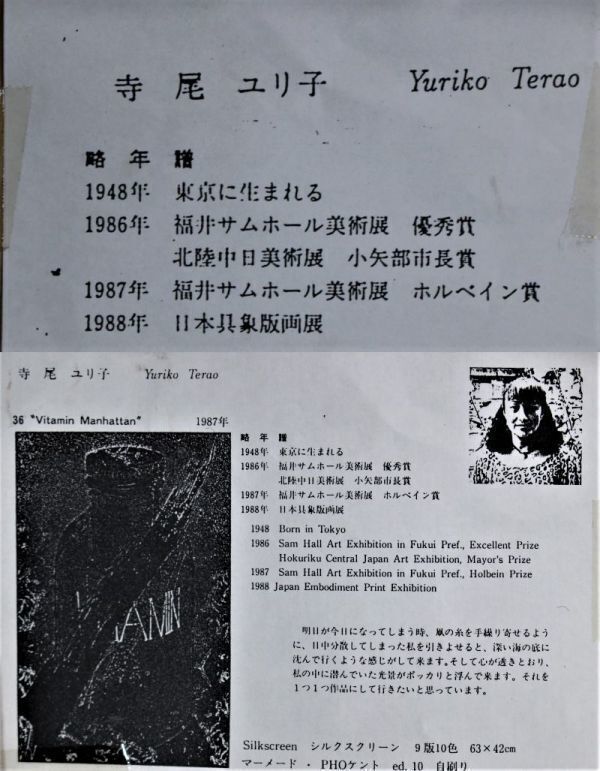 寺尾 ユリ子 Yuriko Terao
略年譜
1948年 東京に生まれる
1986年 福井サムホール美術展 優秀賞
北陸中日美術展 小矢部市長賞
1987年 福井サムホール美術展 ホルベイン賞
1988年 日本具象版画展
寺尾 ユリ子 Yuriko Terao
36 "Vitamin Manhattan" 1987年
略年譜
1948年 東京に生まれる
1986年 福井サムホール美術展 優秀賞
北陸中日美術展 小矢部市長賞
1987年 福井サムホール美術展 ホルベイン賞
1988年 日本具象版画展
1948 Born in Tokyo
1986 Sam Hall Art Exhibition in Fukui Pref., Excellent Prize
Hokuriku Central Japan Art Exhibition, Mayor's Prize
1987 Sam Hall Art Exhibition in Fukui Pref., Holbein Prize
1988 Japan Embodiment Print Exhibition
明日が今日になってしまう時、凧の糸を手繰り寄せるよう
に、日中分散してしまった私を引きよせると、深い海の底に
沈んで行くような感じがして来ます。そして心が透きとおり、
私の中に潜んでいた光景がポッカリと浮んで来ます。それを
1つ1つ作品にして行きたいと思っています。
Silkscreen シルクスクリーン 9版10色 63×42cm
マーメード・PHOケント ed. 10 自刷り